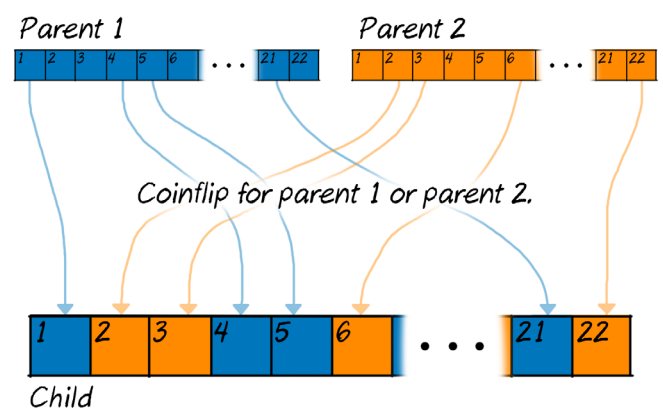 Parent 1 Parent 2
1 2 3 4 5 6 ... 21 22 1 2 3 4 5 6 ... 21 22
Coinflip for parent 1 or parent 2.
1 2 3 4 5 6 ... 21 22
Child